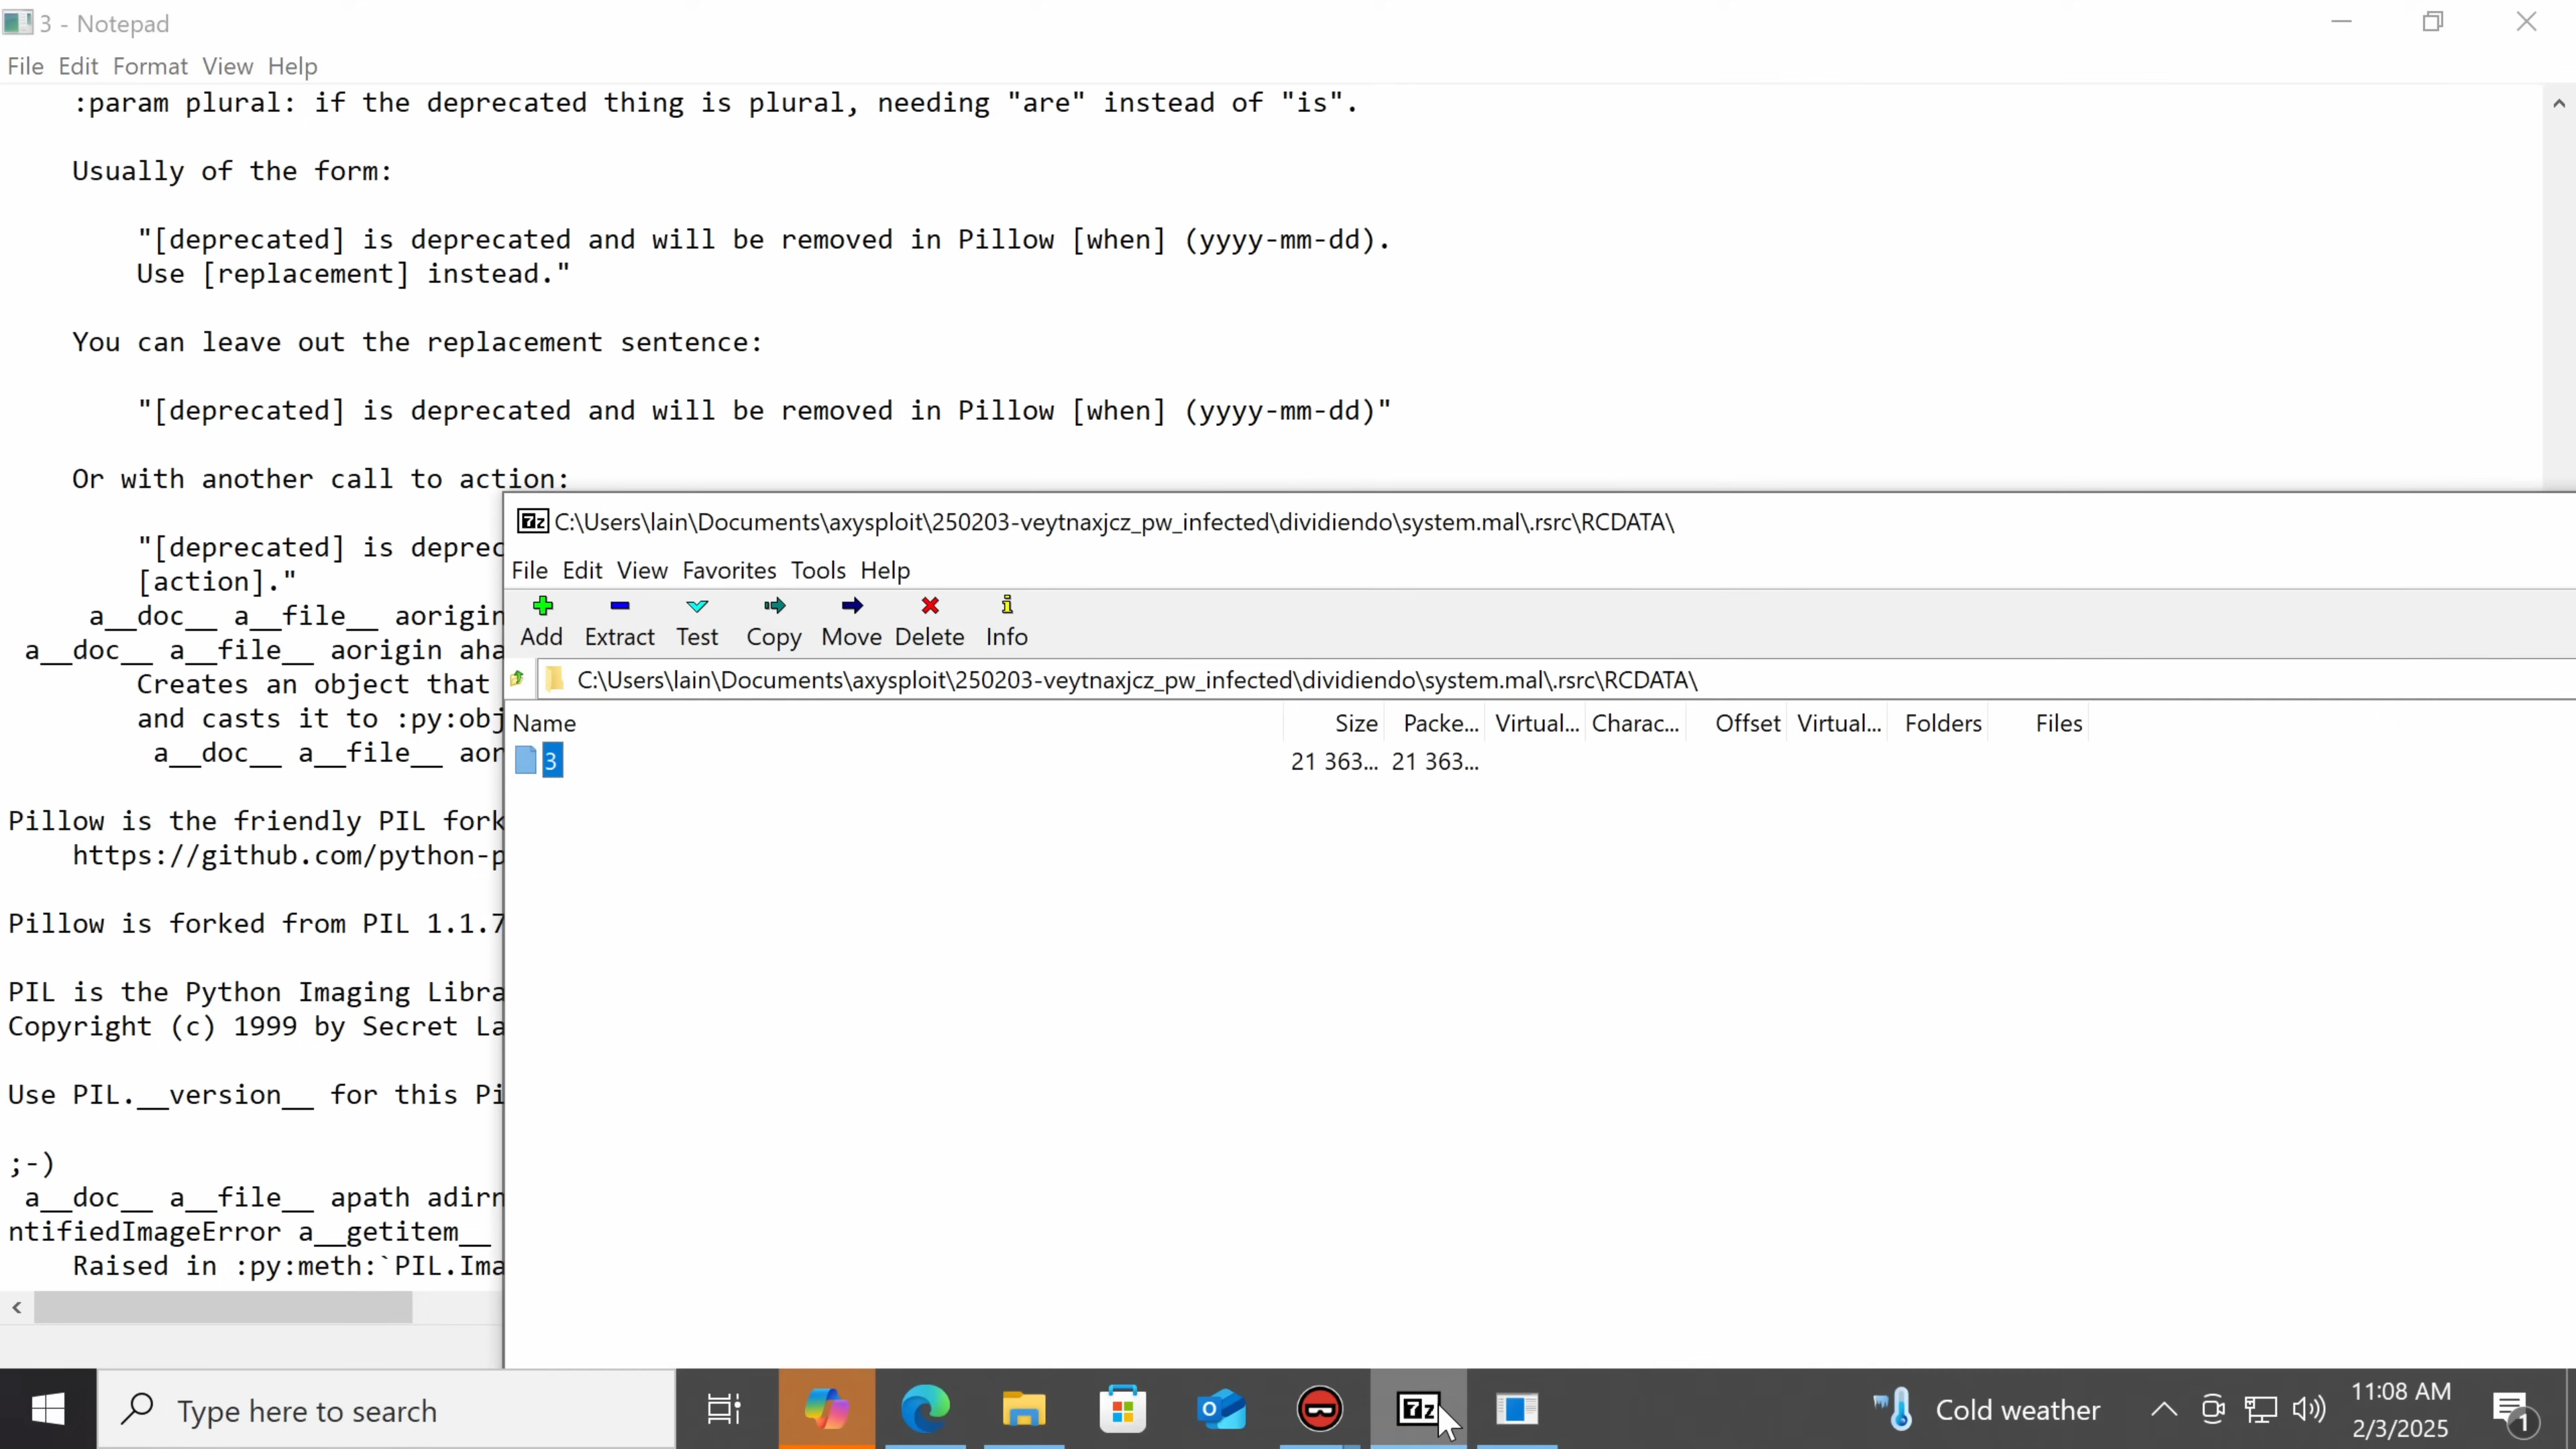 3 - Notepad
File Edit Format View Help
:param plural: if the deprecated thing is plural, needing "are" instead of "is".
Usually of the form:
"[deprecated] is deprecated and will be removed in Pillow [when] (yyyy-mm-dd).
Use [replacement] instead."
You can leave out the replacement sentence:
"[deprecated] is deprecated and will be removed in Pillow [when] (yyyy-mm-dd)"
Or with another call to action:
"[deprecated] is deprec
[action]."
a__doc__ a__file__ aorigin
a__doc__ a__file__ aorigin aha
Creates an object that
and casts it to :py:obj
a__doc__ a__file__ aor
Pillow is the friendly PIL fork
https://github.com/python-p
Pillow is forked from PIL 1.1.7
PIL is the Python Imaging Libra
Copyright (c) 1999 by Secret La
Use PIL.__version__ for this Pi
;-)
a__doc__ a__file__ apath adirn
ntifiedImageError a__getitem__
Raised in :py:meth:`PIL.Ima
7z C:\Users\lain\Documents\axysploit\250203-veytnaxjcz_pw_infected\dividiendo\system.mal\.rsrc\RCDATA\
File Edit View Favorites Tools Help
Add Extract Test Copy Move Delete Info
C:\Users\lain\Documents\axysploit\250203-veytnaxjcz_pw_infected\dividiendo\system.mal\.rsrc\RCDATA\
Name Size Packe... Virtual... Charac... Offset Virtual... Folders Files
3 21 363... 21 363...
Type here to search
7z
Cold weather
11:08 AM
2/3/2025
1